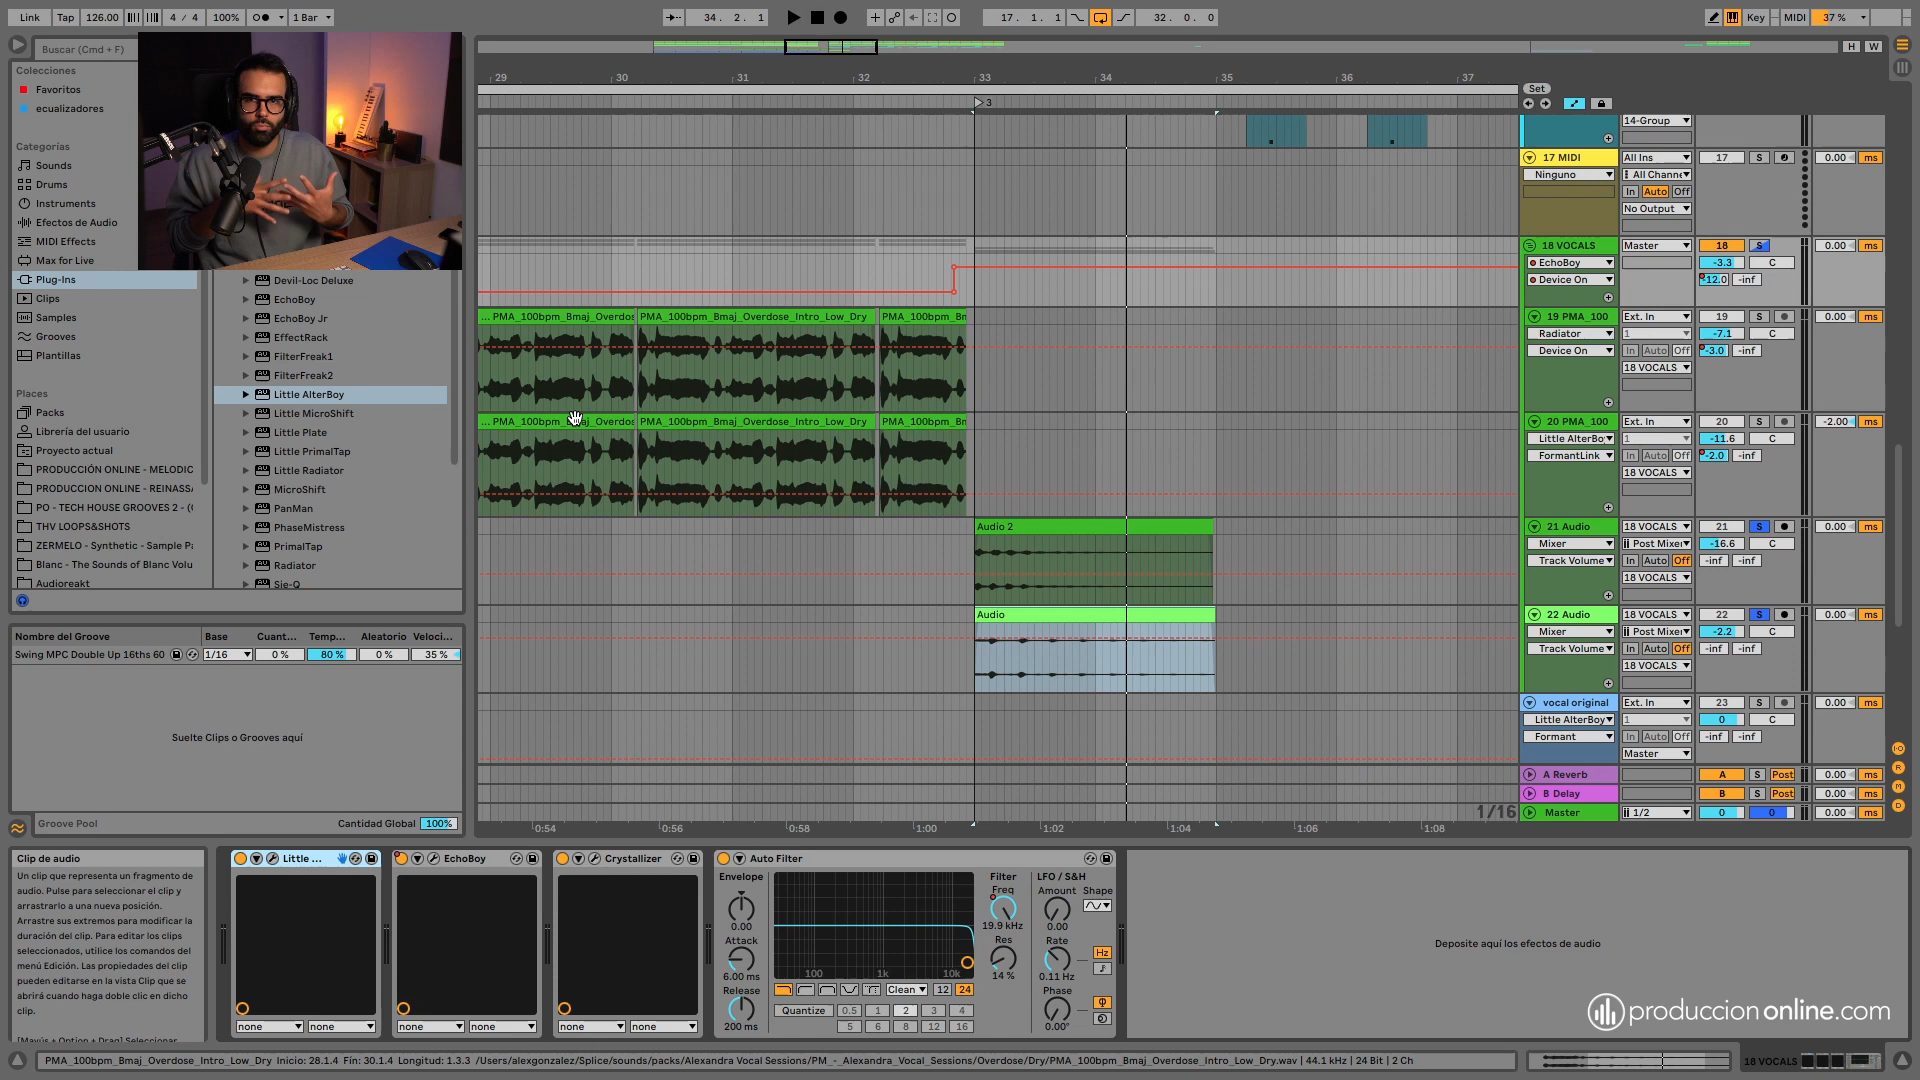 Link Tap 126.00 4 / 4 100% 1 Bar 34. 2. 1 17. 1. 1 32. 0. 0 Key MIDI 37 %
Buscar (Cmd + F)
Colecciones
Favoritos
ecualizadores
Categorías
Sounds
Drums
Instruments
Efectos de Audio
MIDI Effects
Max for Live
Plug-Ins
Clips
Samples
Grooves
Plantillas
Places
Packs
Librería del usuario
Proyecto actual
PRODUCCIÓN ONLINE - MELODIC
PRODUCCION ONLINE - REINASSA
PO - TECH HOUSE GROOVES 2 - (
THV LOOPS&SHOTS
ZERMELO - Synthetic - Sample Pa
Blanc - The Sounds of Blanc Volu
Audioreakt
Devil-Loc Deluxe
EchoBoy
EchoBoy Jr
EffectRack
FilterFreak1
FilterFreak2
Little AlterBoy
Little MicroShift
Little Plate
Little PrimalTap
Little Radiator
MicroShift
PanMan
PhaseMistress
PrimalTap
Radiator
Sie-Q
Nombre del Groove Base Cuant... Temp... Aleatorio Veloci...
Swing MPC Double Up 16ths 60 1/16 0 % 80 % 0 % 35 %
Suelte Clips o Grooves aquí
Groove Pool Cantidad Global 100%
H W
29 30 31 32 33 34 35 36 37
Set
3
14-Group
17 MIDI All Ins 17 S 0.00 ms
Ninguno All Channe
In Auto Off
No Output
18 VOCALS Master 18 S 0.00 ms
EchoBoy -3.3 C
Device On -12.0 -inf
... PMA_100bpm_Bmaj_Overdos PMA_100bpm_Bmaj_Overdose_Intro_Low_Dry PMA_100bpm_Bm
19 PMA_100 Ext. In 19 S 0.00 ms
Radiator 1 -7.1 C
Device On In Auto Off -3.0 -inf
18 VOCALS
... PMA_100bpm_Bmaj_Overdos PMA_100bpm_Bmaj_Overdose_Intro_Low_Dry PMA_100bpm_Bm
20 PMA_100 Ext. In 20 S -2.00 ms
Little AlterBoy 1 -11.6 C
FormantLink In Auto Off -2.0 -inf
18 VOCALS
Audio 2
21 Audio 18 VOCALS 21 S 0.00 ms
Mixer Post Mixer -16.6 C
Track Volume In Auto Off -inf -inf
18 VOCALS
Audio
22 Audio 18 VOCALS 22 S 0.00 ms
Mixer Post Mixer -2.2 C
Track Volume In Auto Off -inf -inf
18 VOCALS
vocal original Ext. In 23 S 0.00 ms
Little AlterBoy 1 0 C
Formant In Auto Off -inf -inf
Master
A Reverb A S Post 0.00 ms
B Delay B S Post 0.00 ms
1/16 Master 1/2 0 0 0.00 ms
0:54 0:56 0:58 1:00 1:02 1:04 1:06 1:08
Clip de audio
Un clip que representa un fragmento de
audio. Pulse para seleccionar el clip y
arrastrarlo a una nueva posición.
Arrastre sus extremos para modificar la
duración del clip. Para editar los clips
seleccionados, utilice los comandos del
menú Edición. Las propiedades del clip
pueden editarse en la vista Clip que se
abrirá cuando haga doble clic en dicho
clip.
[Mayús + Option + Drag] Seleccionar
Little ...
none none
EchoBoy
none none
Crystallizer
none none
Auto Filter
Envelope
0.00
Attack
6.00 ms
Release
200 ms
100 1k 10k
Clean 12 24
Quantize 0.5 1 2 3 4
5 6 8 12 16
Filter
Freq
19.9 kHz
Res
14 %
LFO / S&H
Amount Shape
0.00
Rate
0.11 Hz Hz
Phase
0.00°
Deposite aquí los efectos de audio
producciononline.com
PMA_100bpm_Bmaj_Overdose_Intro_Low_Dry Inicio: 28.1.4 Fín: 30.1.4 Longitud: 1.3.3 /Users/alexgonzalez/Splice/sounds/packs/Alexandra Vocal Sessions/PM_-_Alexandra_Vocal_Sessions/Overdose/Dry/PMA_100bpm_Bmaj_Overdose_Intro_Low_Dry.wav | 44.1 kHz | 24 Bit | 2 Ch
18 VOCALS